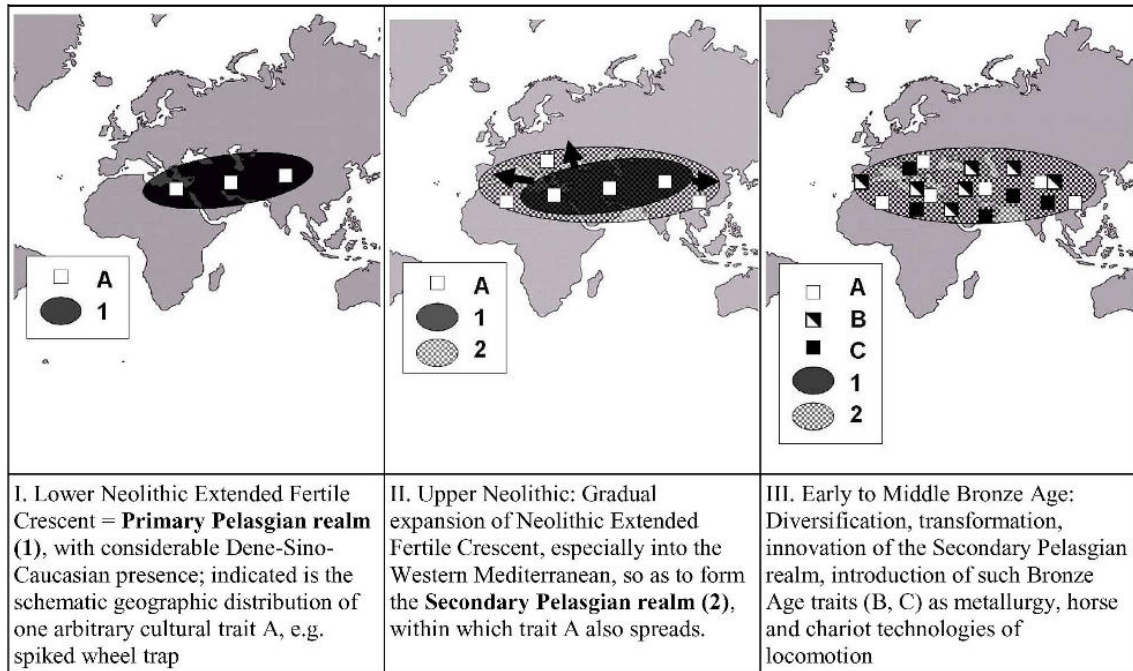 A
1
A
1
2
A
B
C
1
2
I. Lower Neolithic Extended Fertile
Crescent = Primary Pelasgian realm
(1), with considerable Dene-Sino-
Caucasian presence; indicated is the
schematic geographic distribution of
one arbitrary cultural trait A, e.g.
spiked wheel trap
II. Upper Neolithic: Gradual
expansion of Neolithic Extended
Fertile Crescent, especially into the
Western Mediterranean, so as to form
the Secondary Pelasgian realm (2),
within which trait A also spreads.
III. Early to Middle Bronze Age:
Diversification, transformation,
innovation of the Secondary Pelasgian
realm, introduction of such Bronze
Age traits (B, C) as metallurgy, horse
and chariot technologies of
locomotion